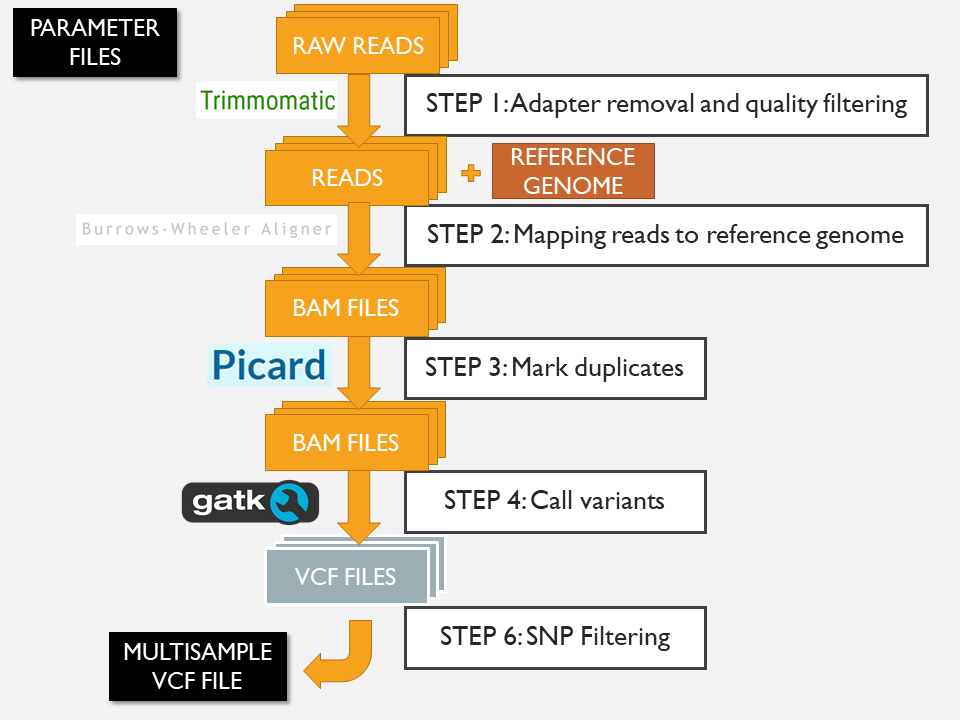 PARAMETER
FILES
RAW READS
Trimmomatic
STEP 1: Adapter removal and quality filtering
READS
REFERENCE
GENOME
Burrows-Wheeler Aligner
STEP 2: Mapping reads to reference genome
BAM FILES
Picard
STEP 3: Mark duplicates
BAM FILES
gatk
STEP 4: Call variants
VCF FILES
STEP 6: SNP Filtering
MULTISAMPLE
VCF FILE